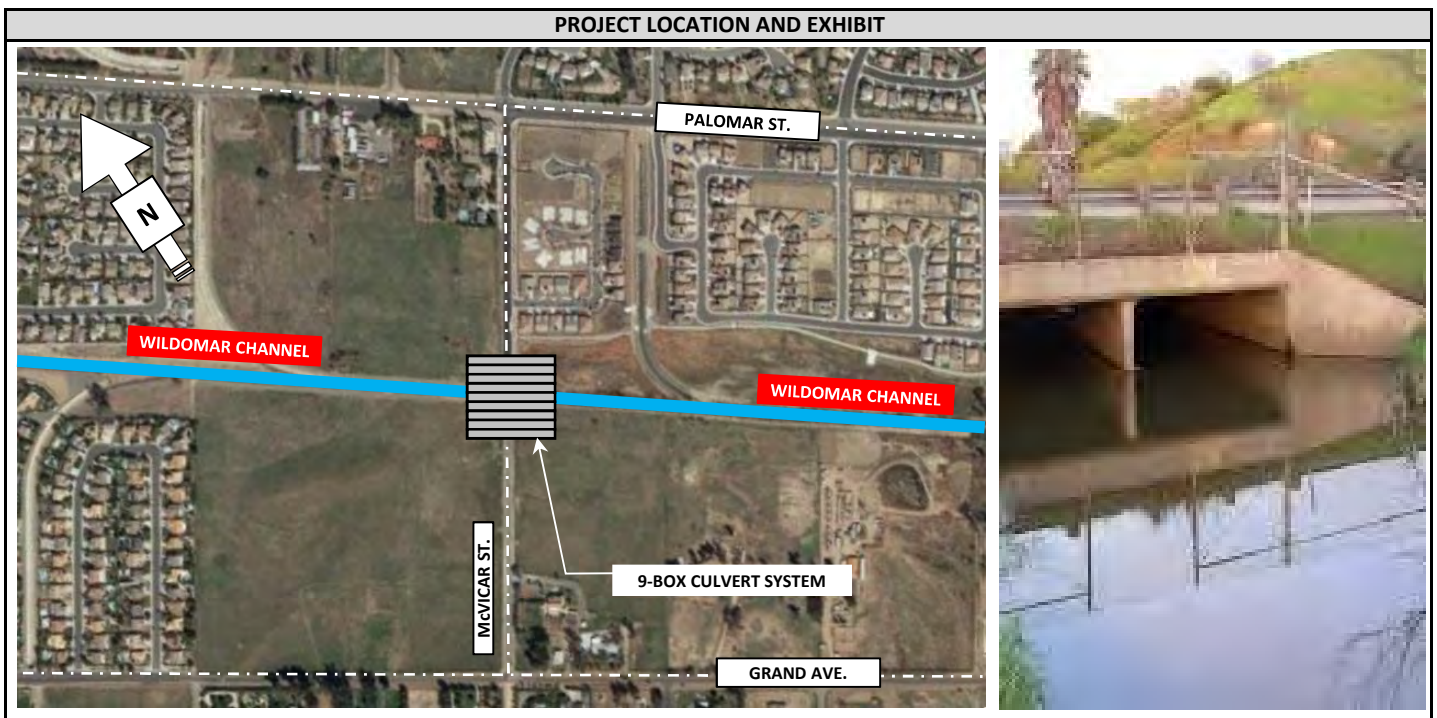 PROJECT LOCATION AND EXHIBIT
PALOMAR ST.
N
WILDOMAR CHANNEL
WILDOMAR CHANNEL
McVICAR ST.
9-BOX CULVERT SYSTEM
GRAND AVE.